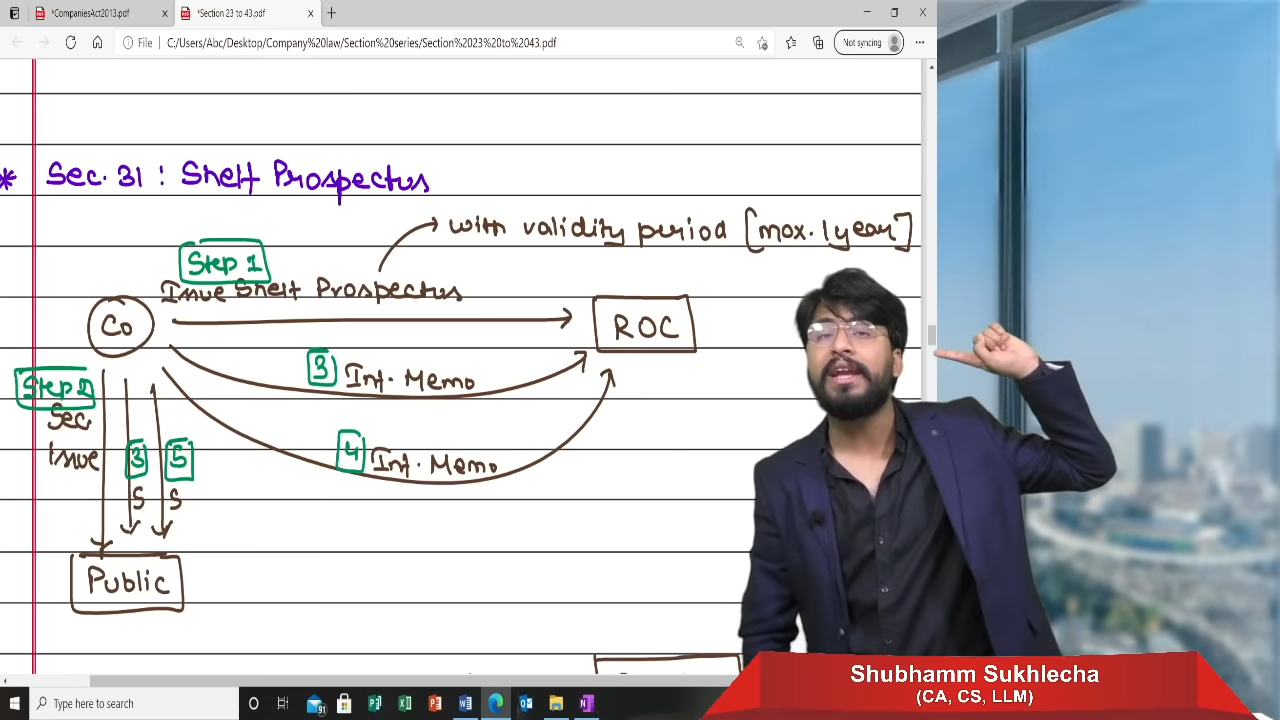 *CompaniesAct2013.pdf
*Section 23 to 43.pdf
File
C:/Users/Abc/Desktop/Company%20law/Section%20series/Section%2023%20to%2043.pdf
Not syncing
* Sec. 31 : Shelf Prospectus
with validity period [max. 1 year]
Step 1
Issue Shelf Prospectus
Co
ROC
3 Inf. Memo
Step 2
Sec
Issue
3
5
4 Inf. Memo
S
S
Public
Shubhamm Sukhlecha
(CA, CS, LLM)
Type here to search
91